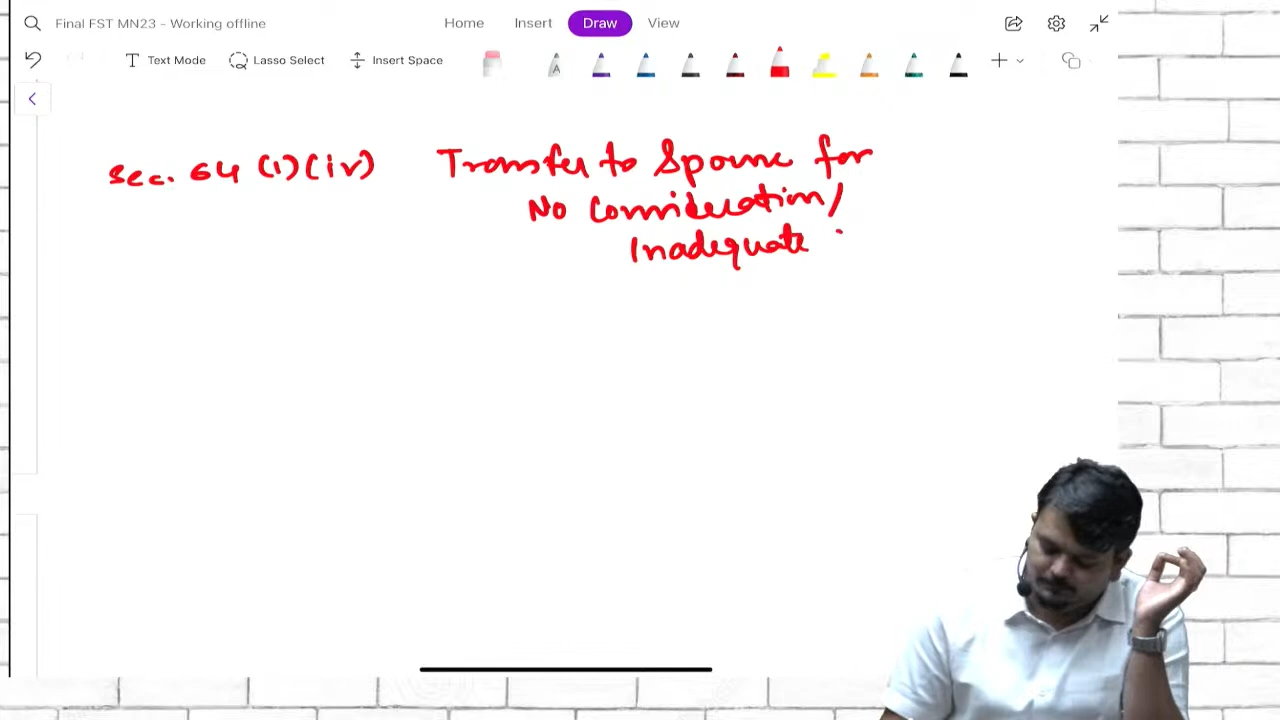 Final FST MN23 - Working offline
Home Insert Draw View
Text Mode Lasso Select Insert Space
A
Sec. 64 (1)(iv) Transfer to Spouse for
No Consideration/
Inadequate